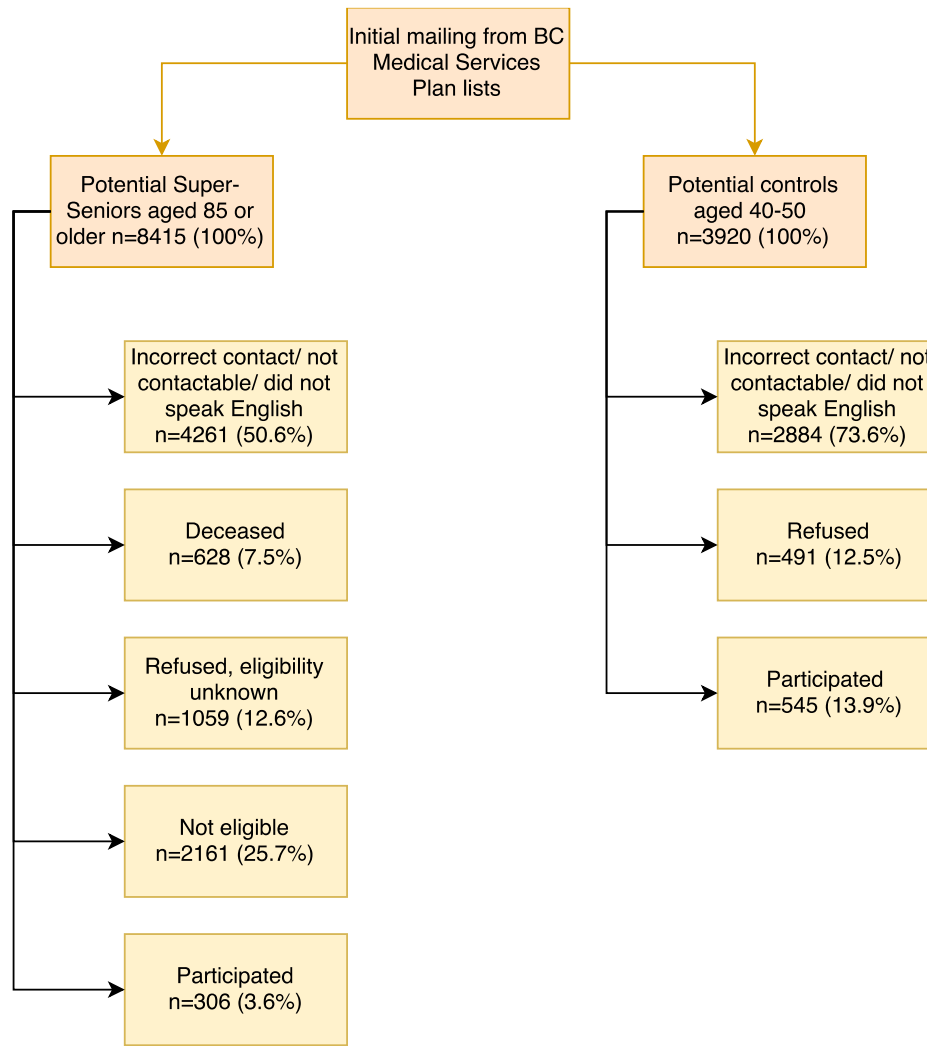 Initial mailing from BC
Medical Services
Plan lists
Potential Super-
Seniors aged 85 or
older n=8415 (100%)
Potential controls
aged 40-50
n=3920 (100%)
Incorrect contact/ not
contactable/ did not
speak English
n=4261 (50.6%)
Incorrect contact/ not
contactable/ did not
speak English
n=2884 (73.6%)
Deceased
n=628 (7.5%)
Refused
n=491 (12.5%)
Refused, eligibility
unknown
n=1059 (12.6%)
Participated
n=545 (13.9%)
Not eligible
n=2161 (25.7%)
Participated
n=306 (3.6%)